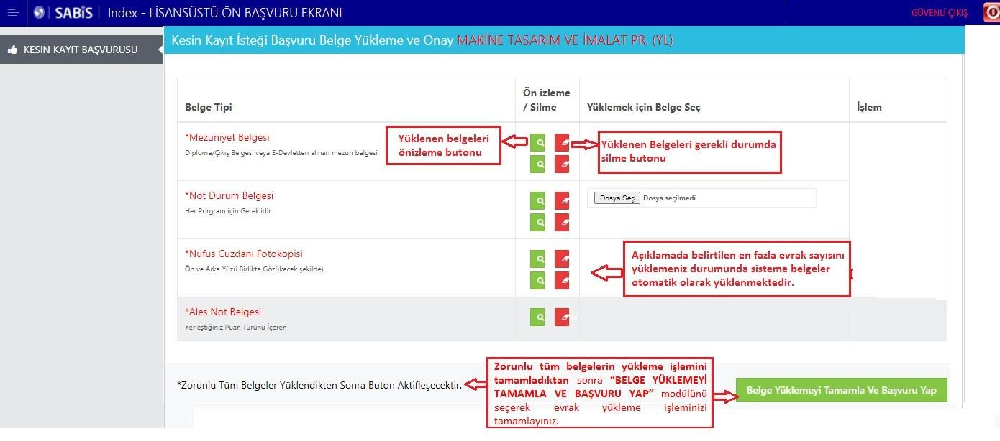 SABİS Index - LİSANSÜSTÜ ÖN BAŞVURU EKRANI
GÜVENLİ ÇIKIŞ
KESİN KAYIT BAŞVURUSU
Kesin Kayıt İsteği Başvuru Belge Yükleme ve Onay MAKİNE TASARIM VE İMALAT PR. (YL)
Belge Tipi
Ön izleme
/ Silme
Yüklemek için Belge Seç
İşlem
*Mezuniyet Belgesi
Diploma/Çıkış Belgesi veya E-Devletten alınan mezun belgesi
Yüklenen belgeleri
önizleme butonu
Yüklenen Belgeleri gerekli durumda
silme butonu
*Not Durum Belgesi
Her Porgram için Gereklidir
Dosya Seç Dosya seçilmedi
*Nüfus Cüzdanı Fotokopisi
Ön ve Arka Yüzü Birlikte Gözükecek şekilde)
Açıklamada belirtilen en fazla evrak sayısını
yüklemeniz durumunda sisteme belgeler
otomatik olarak yüklenmektedir.
*Ales Not Belgesi
Yerleştiğiniz Puan Türünü İçeren
*Zorunlu Tüm Belgeler Yüklendikten Sonra Buton Aktifleşecektir.
Zorunlu tüm belgelerin yükleme işlemini
tamamladıktan sonra “BELGE YÜKLEMEYİ
TAMAMLA VE BAŞVURU YAP” modülünü
seçerek evrak yükleme işleminizi
tamamlayınız.
Belge Yüklemeyi Tamamla Ve Başvuru Yap